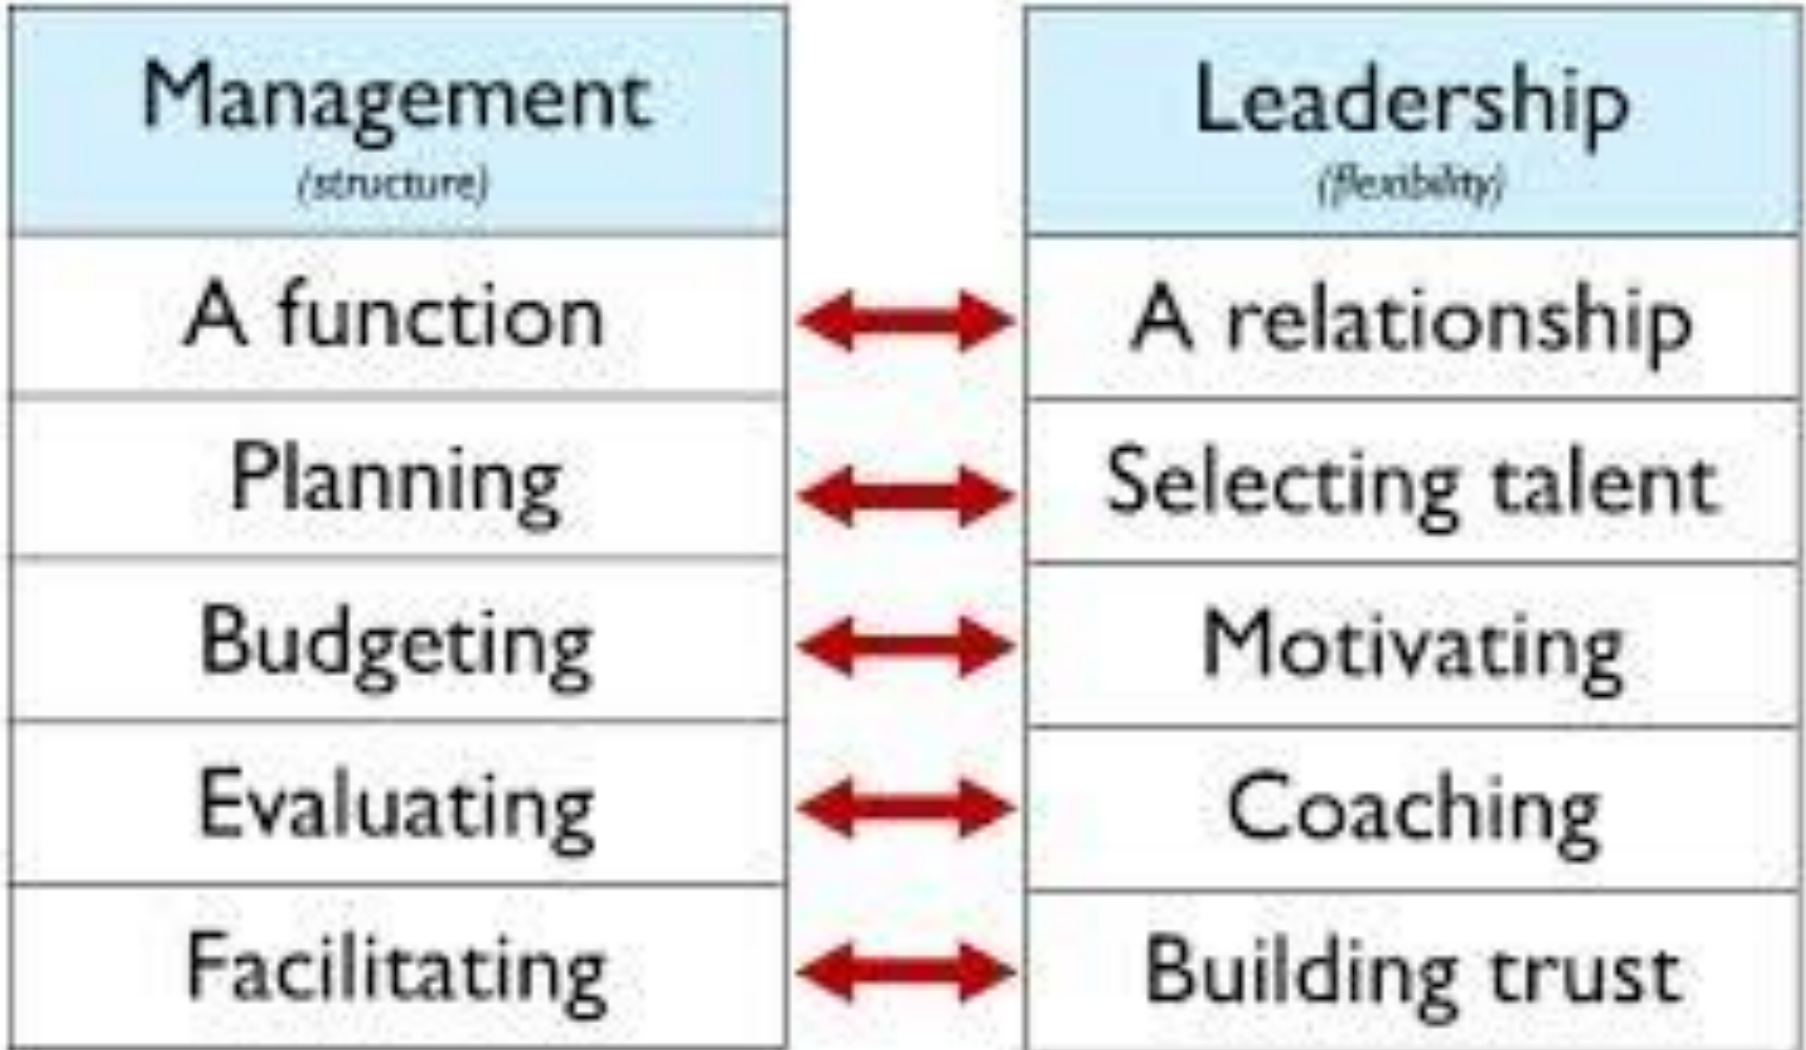 Management
(structure)
A function
Planning
Budgeting
Evaluating
Facilitating
Leadership
(flexibility)
A relationship
Selecting talent
Motivating
Coaching
Building trust